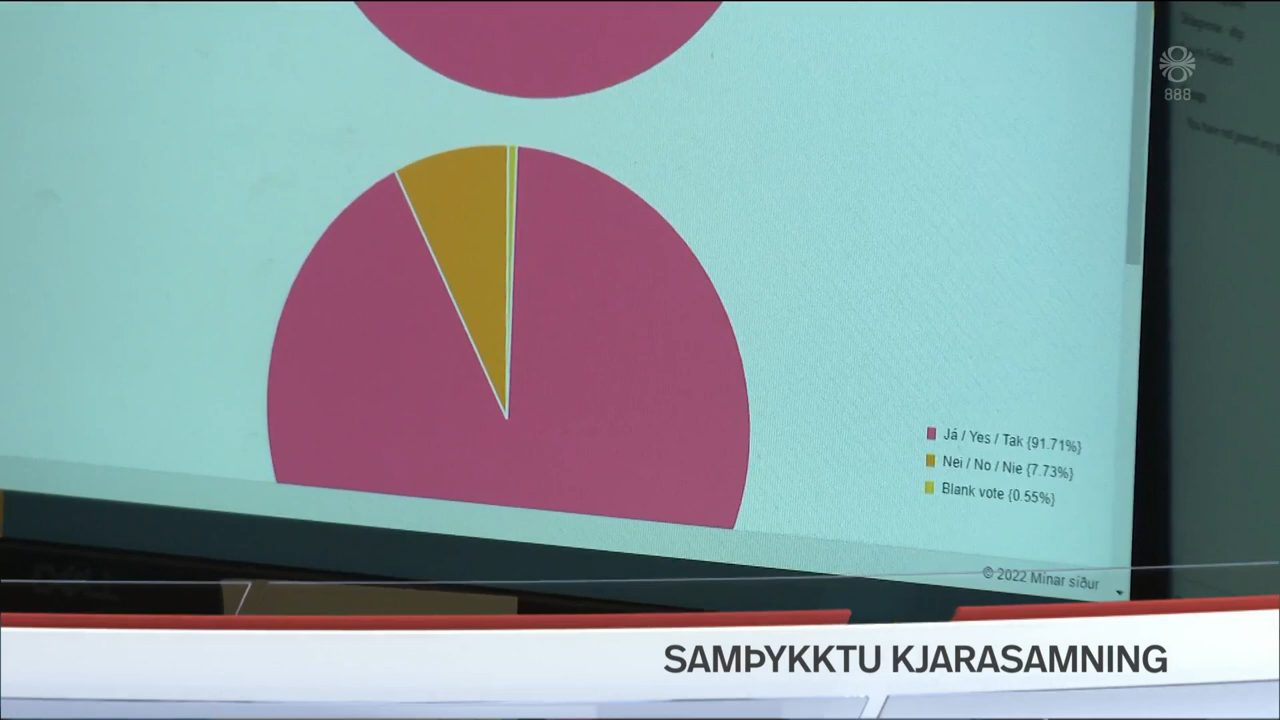 888
Já / Yes / Tak {91.71%}
Nei / No / Nie {7.73%}
Blank vote {0.55%}
© 2022 Mínar síður
SAMÞYKKTU KJARASAMNING